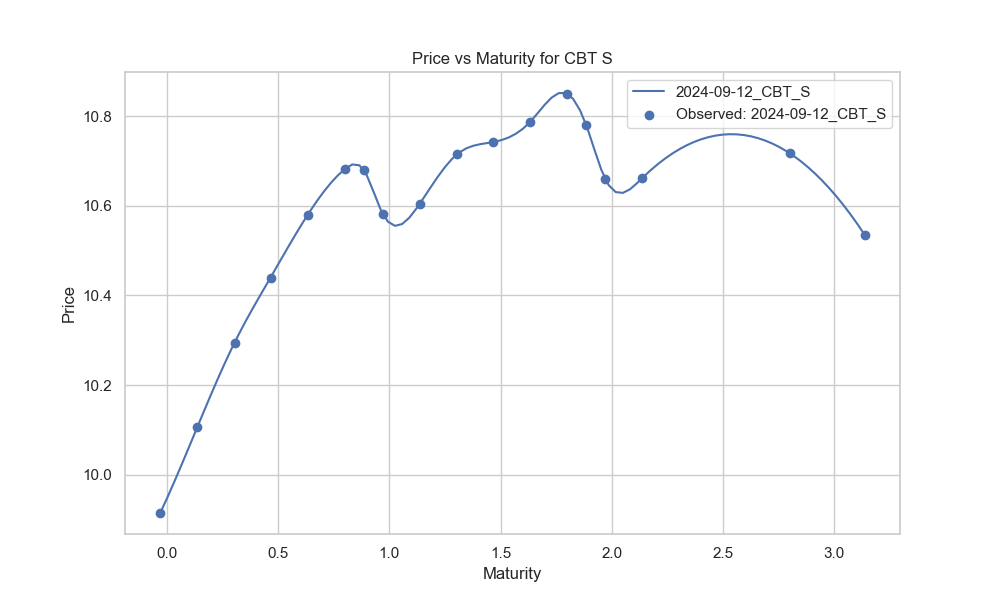 Price vs Maturity for CBT S
2024-09-12_CBT_S
Observed: 2024-09-12_CBT_S
Price
10.8
10.6
10.4
10.2
10.0
0.0 0.5 1.0 1.5 2.0 2.5 3.0
Maturity